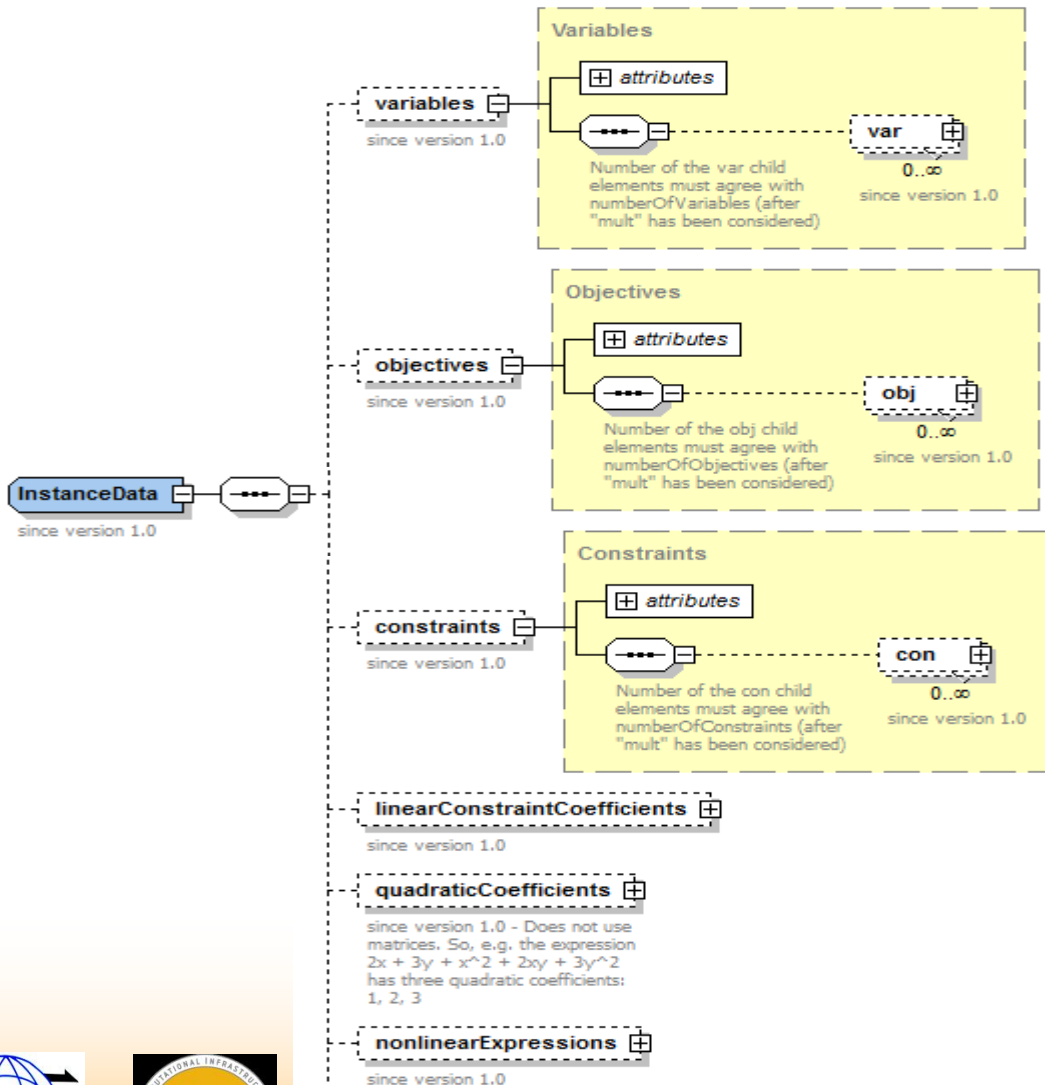 Variables
attributes
variables
since version 1.0
var
0..∞
since version 1.0
Number of the var child
elements must agree with
numberOfVariables (after
"mult" has been considered)
Objectives
attributes
objectives
since version 1.0
obj
0..∞
since version 1.0
Number of the obj child
elements must agree with
numberOfObjectives (after
"mult" has been considered)
InstanceData
since version 1.0
Constraints
attributes
constraints
since version 1.0
con
0..∞
since version 1.0
Number of the con child
elements must agree with
numberOfConstraints (after
"mult" has been considered)
linearConstraintCoefficients
since version 1.0
quadraticCoefficients
since version 1.0 - Does not use
matrices. So, e.g. the expression
2x + 3y + x^2 + 2xy + 3y^2
has three quadratic coefficients:
1, 2, 3
nonlinearExpressions
since version 1.0